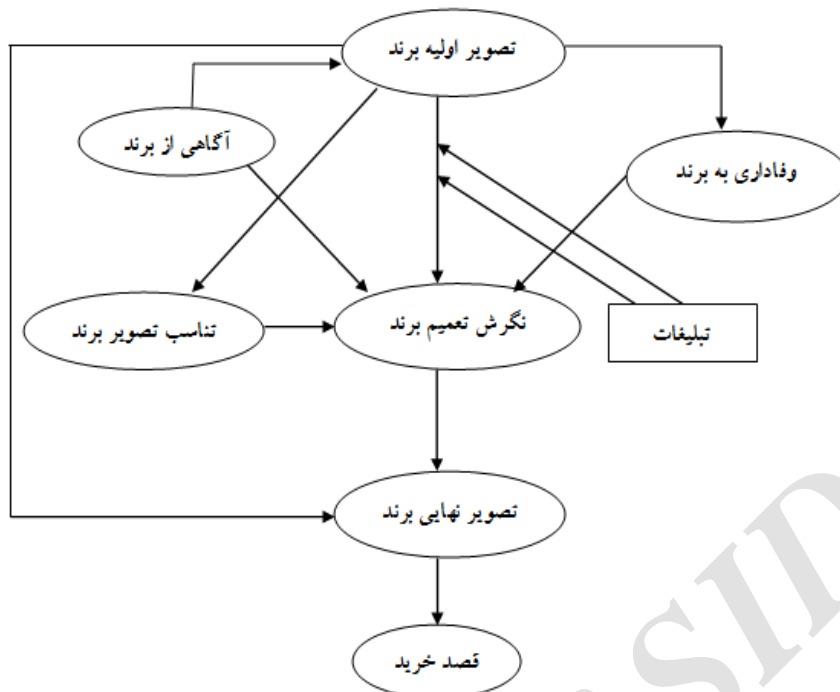 تصویر اولیه برند
آگاهی از برند
وفاداری به برند
تناسب تصویر برند
نگرش تعمیم برند
تبلیغات
تصویر نهایی برند
قصد خرید
SID